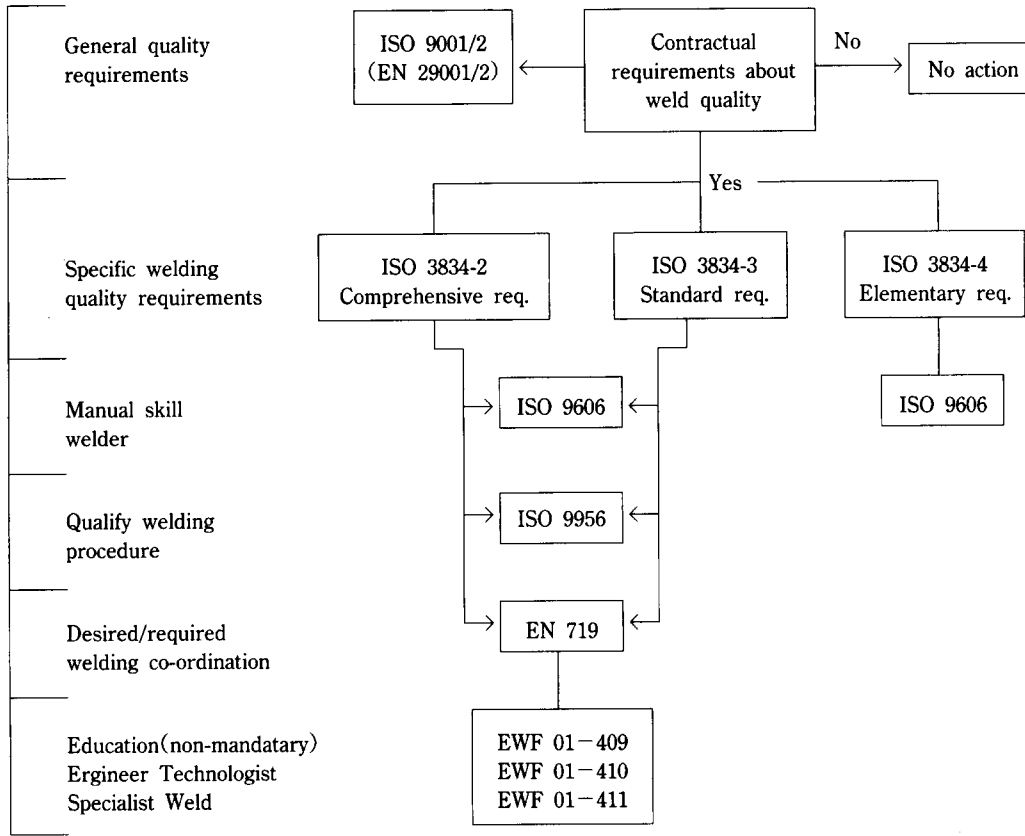 General quality
requirements
ISO 9001/2
(EN 29001/2)
Contractual
requirements about
weld quality
No
No action
Yes
Specific welding
quality requirements
ISO 3834-2
Comprehensive req.
ISO 3834-3
Standard req.
ISO 3834-4
Elementary req.
Manual skill
welder
ISO 9606
ISO 9606
Qualify welding
procedure
ISO 9956
Desired/required
welding co-ordination
EN 719
Education(non-mandatary)
Ergineer Technologist
Specialist Weld
EWF 01-409
EWF 01-410
EWF 01-411